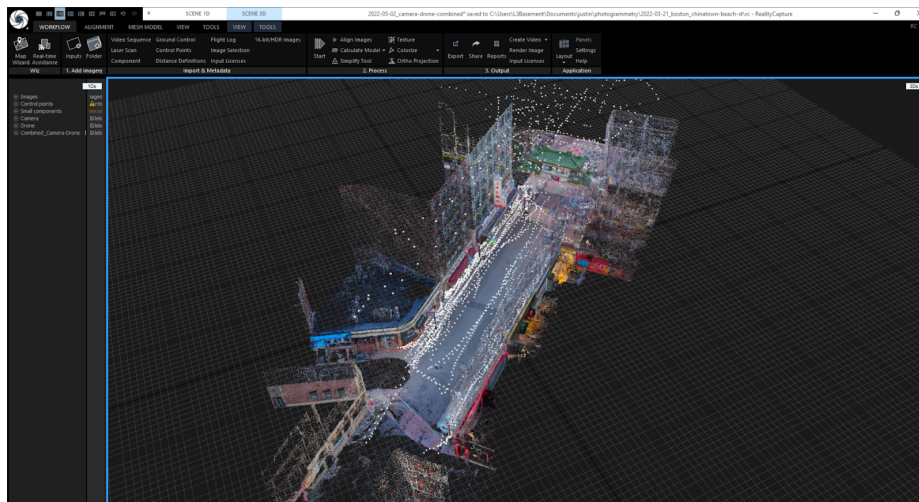 SCENE 1D SCENE 3D 2022-05-02_camera-drone-combined* saved to C:\Users\L3Basement\Documents\justin\photogrammetry\2022-03-21_boston_chinatown-beach-st\rc - RealityCapture
WORKFLOW ALIGNMENT MESH MODEL VIEW TOOLS VIEW TOOLS RC
Video Sequence Ground Control Flight Log 16-bit/HDR Images Align Images Texture Create Video Panels
Laser Scan Control Points Image Selection Calculate Model Colorize Render Image Settings
Map Wizard Real-time Assistance Inputs Folder Component Distance Definitions Input Licenses Start Simplify Tool Ortho Projection Export Share Reports Input Licenses Layout Help
Wiz 1. Add imagery Import & Metadata 2. Process 3. Output Application
1Ds 3Ds
Images
Control points
Small components
Camera
Drone
Combined_Camera-Drone